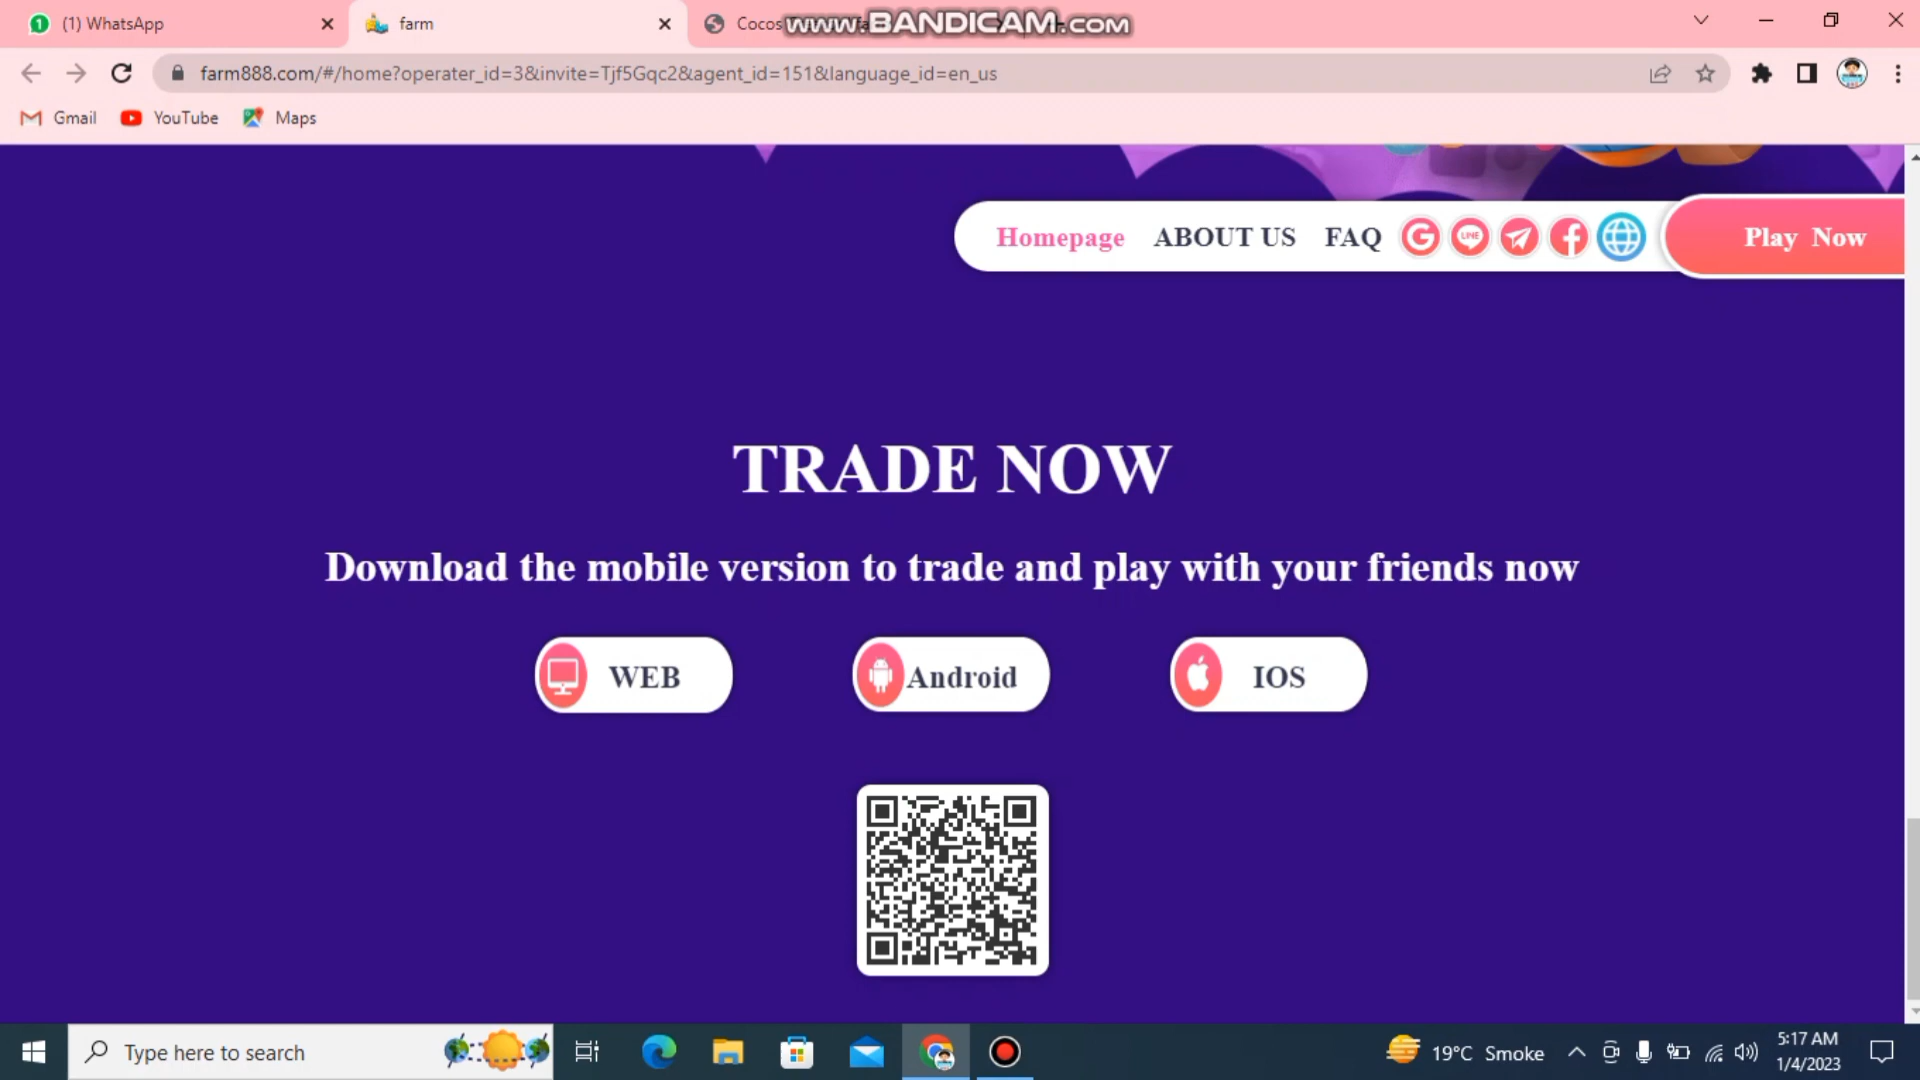 (1) WhatsApp
farm
Cocos
www.BANDICAM.com
farm888.com/#/home?operater_id=3&invite=Tjf5Gqc2&agent_id=151&language_id=en_us
Gmail
YouTube
Maps
Homepage
ABOUT US
FAQ
LINE
Play Now
TRADE NOW
Download the mobile version to trade and play with your friends now
WEB
Android
IOS
Type here to search
19°C Smoke
5:17 AM
1/4/2023